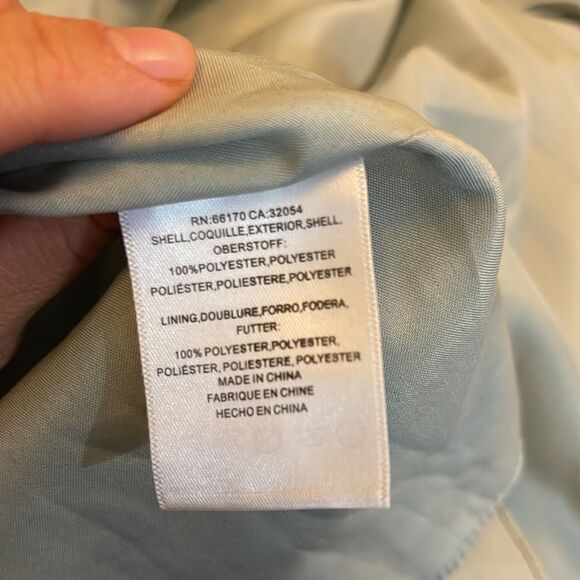 RN:66170 CA:32054
SHELL,COQUILLE,EXTERIOR,SHELL.
OBERSTOFF:
100%POLYESTER,POLYESTER
POLIÉSTER,POLIESTERE,POLYESTER
LINING,DOUBLURE,FORRO,FODERA,
FUTTER:
100%POLYESTER,POLYESTER,
POLIÉSTER, POLIESTERE, POLYESTER
MADE IN CHINA
FABRIQUE EN CHINE
HECHO EN CHINA